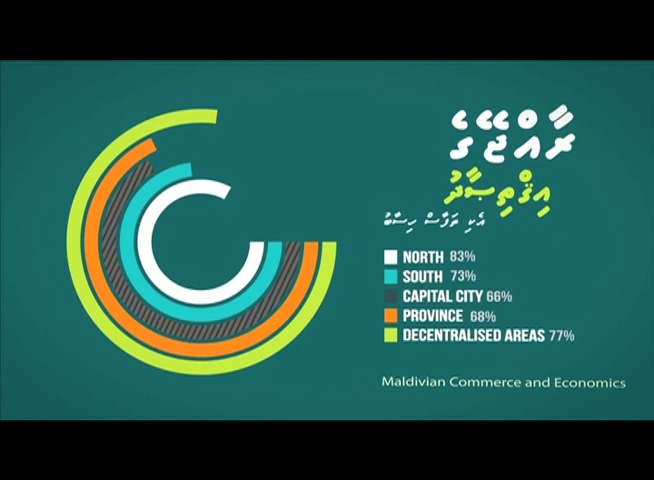 ރާއްޖޭގެ
އިޤްތިޞާދު
އެކި ތަފާސް ހިސާބު
NORTH 83%
SOUTH 73%
CAPITAL CITY 66%
PROVINCE 68%
DECENTRALISED AREAS 77%
Maldivian Commerce and Economics